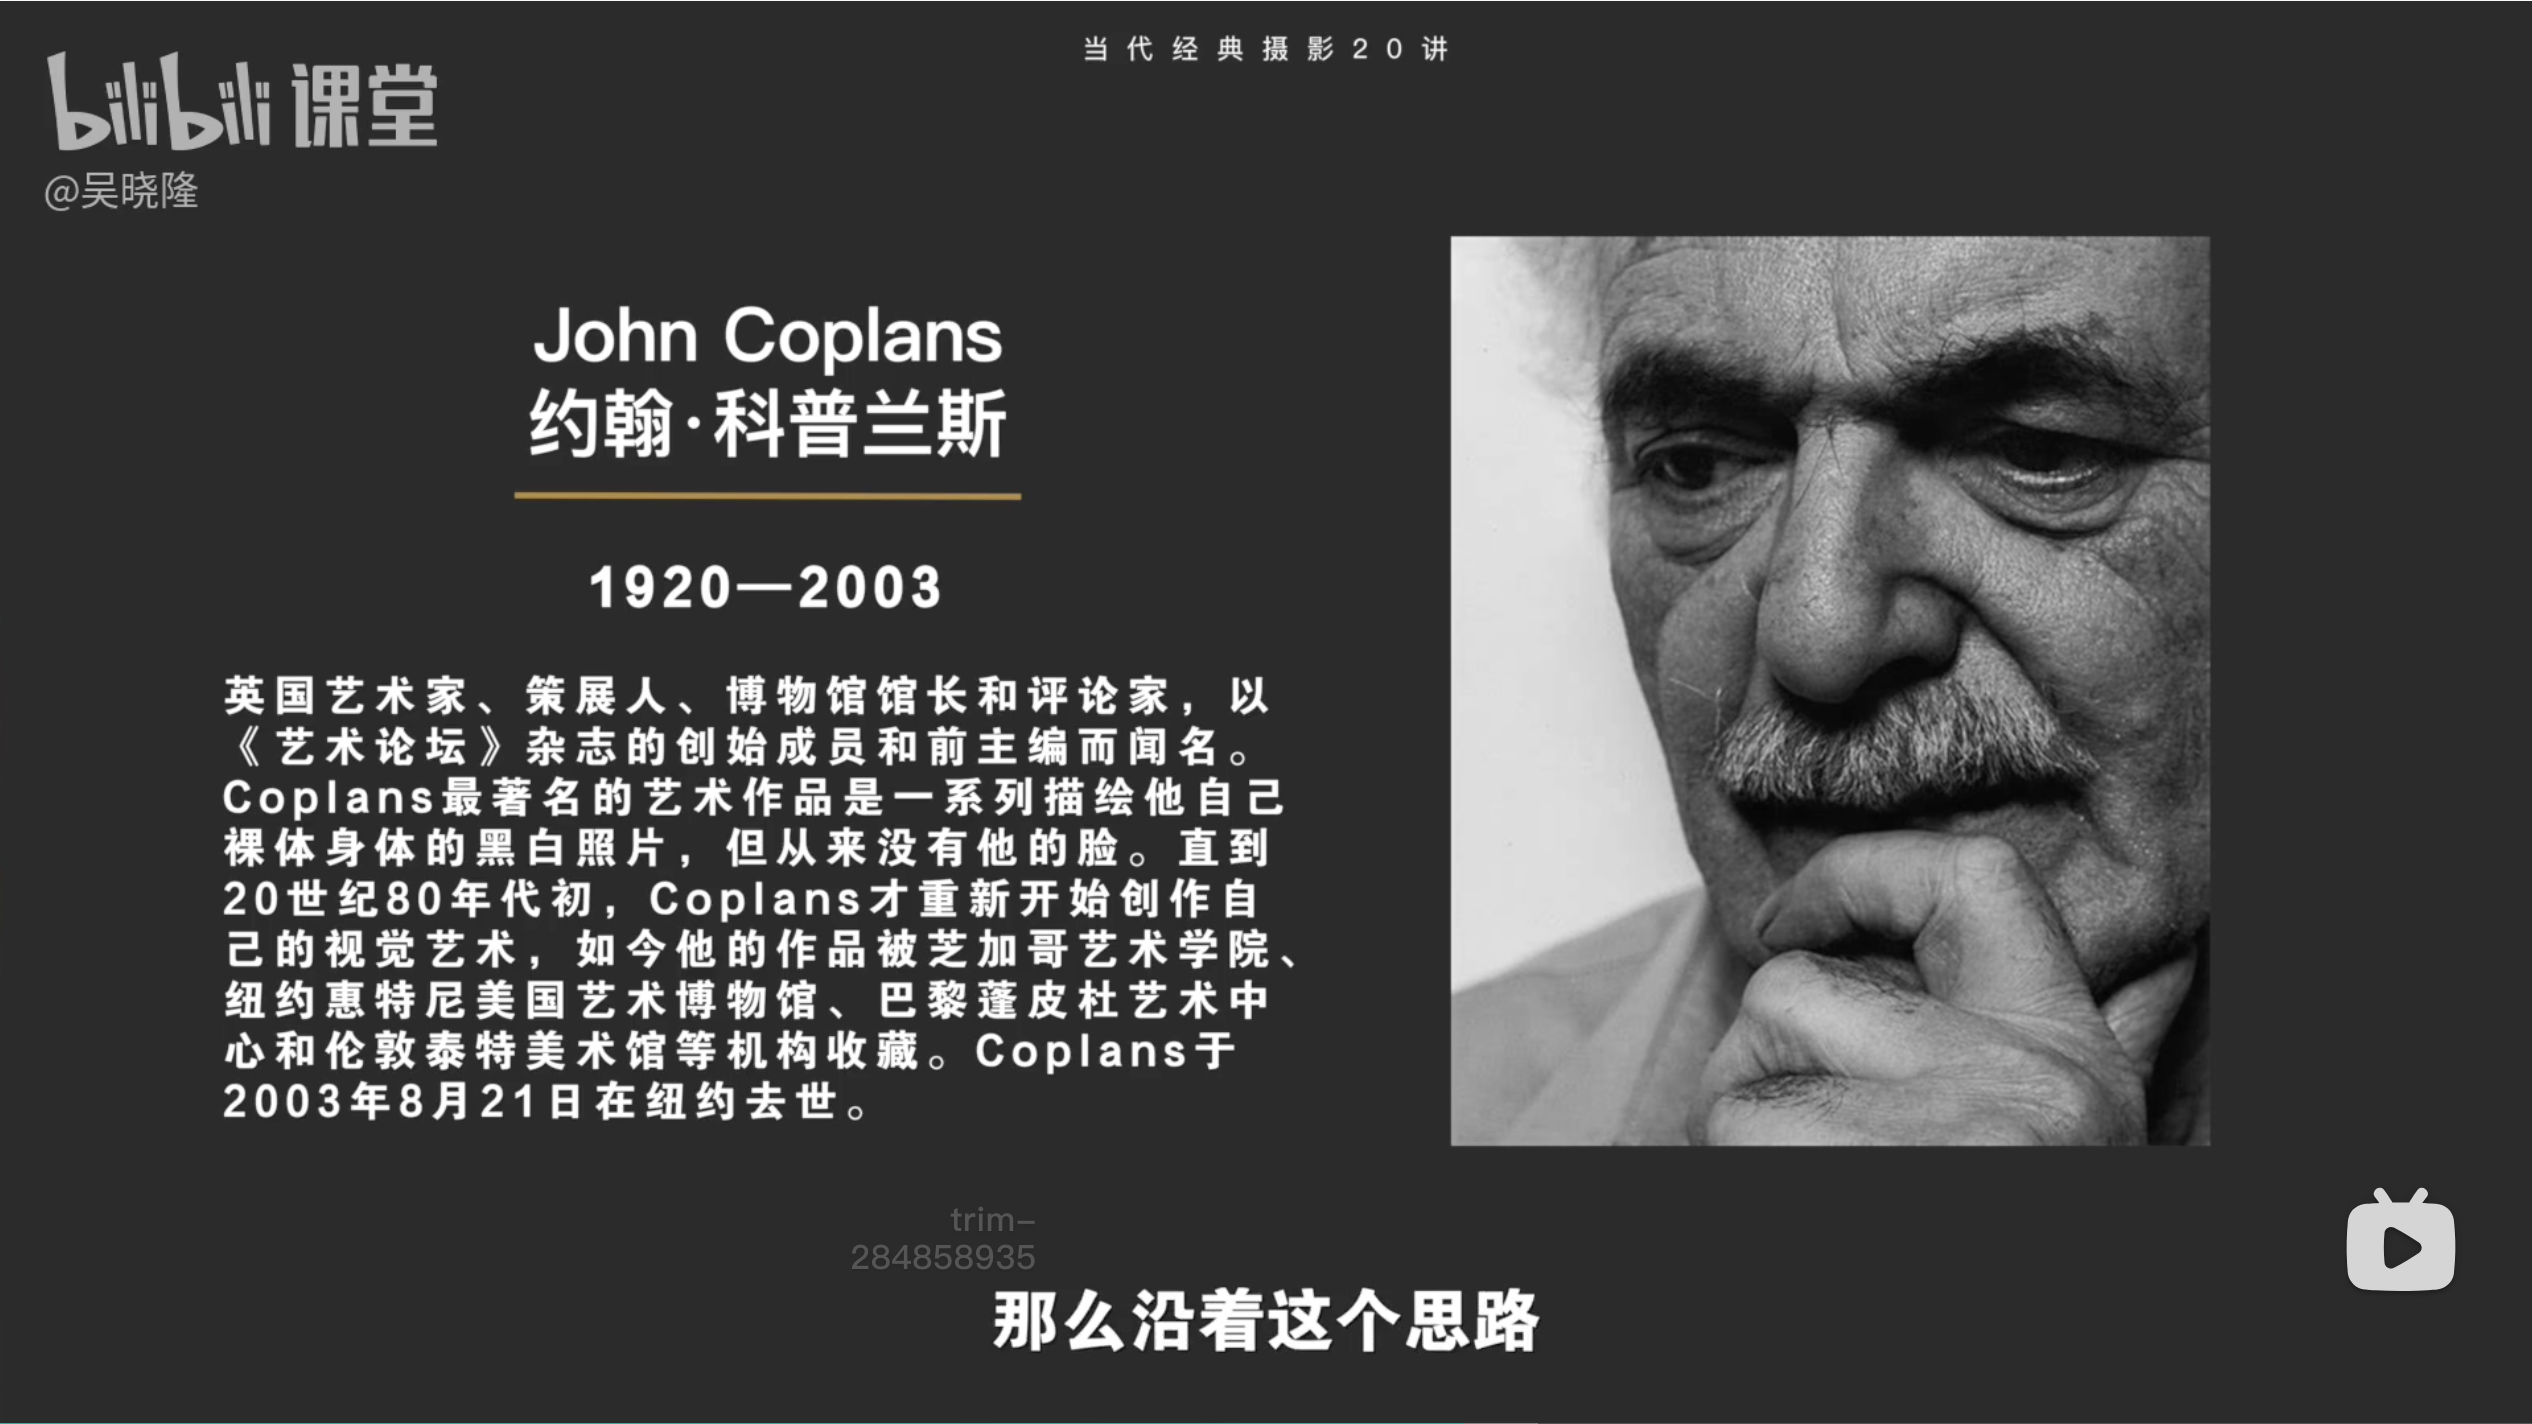 当代经典摄影20讲
bilibili 课堂
@吴晓隆
John Coplans
约翰·科普兰斯
1920—2003
英国艺术家、策展人、博物馆馆长和评论家，以
《艺术论坛》杂志的创始成员和前主编而闻名。
Coplans最著名的艺术作品是一系列描绘他自己
裸体身体的黑白照片，但从来没有他的脸。直到
20世纪80年代初，Coplans才重新开始创作自
己的视觉艺术，如今他的作品被芝加哥艺术学院、
纽约惠特尼美国艺术博物馆、巴黎蓬皮杜艺术中
心和伦敦泰特美术馆等机构收藏。Coplans于
2003年8月21日在纽约去世。
trim-
284858935
那么沿着这个思路